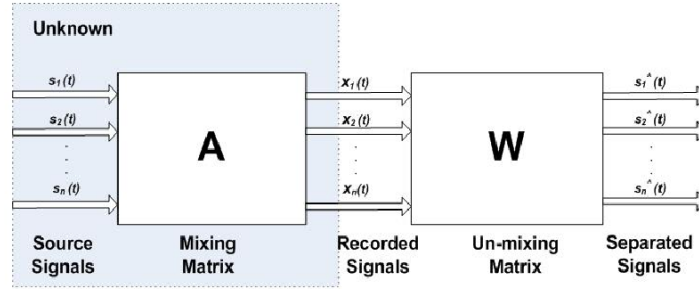 Unknown
s1(t) x1(t) s1^(t)
s2(t) x2(t) s2^(t)
A W
sn(t) xn(t) sn^(t)
Source Signals Mixing Matrix Recorded Signals Un-mixing Matrix Separated Signals